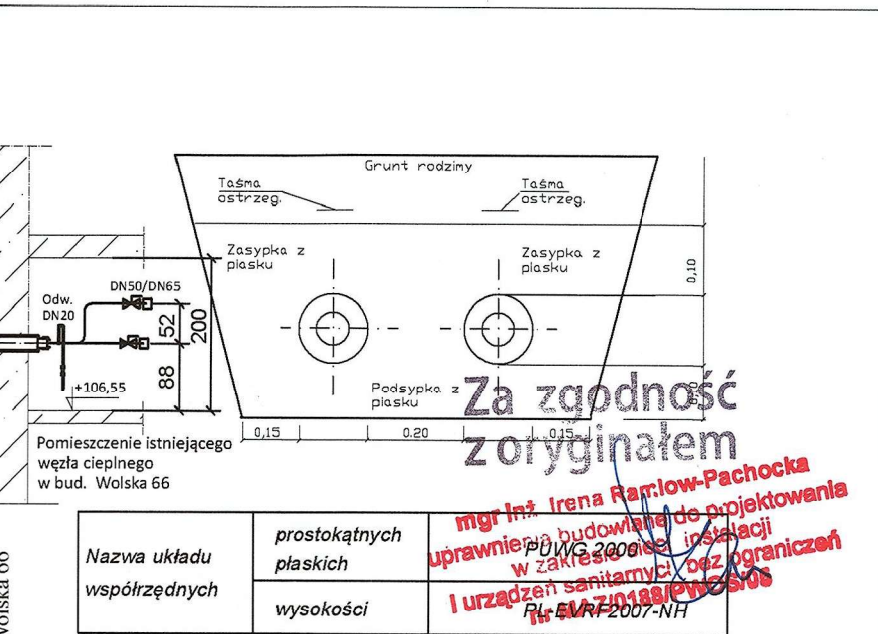 Grunt rodzimy
Taśma
ostrzeg.
Taśma
ostrzeg.
Zasypka z
piasku
Zasypka z
piasku
0,10
DN50/DN65
Odw.
DN20
52
200
88
+106,55
Podsypka z
piasku
0,15
0.20
0,15
Pomieszczenie istniejącego
węzła cieplnego
w bud. Wolska 66
Za zgodność
z oryginałem
mgr inż. Irena Ramlow-Pachocka
uprawnienia budowlane do projektowania
w zakresie sieci, instalacji
i urządzeń sanitarnych bez ograniczeń
Nazwa układu
współrzędnych
prostokątnych
płaskich
PUWG 2000
wysokości
PL-EVRF2007-NH
Wolska 66